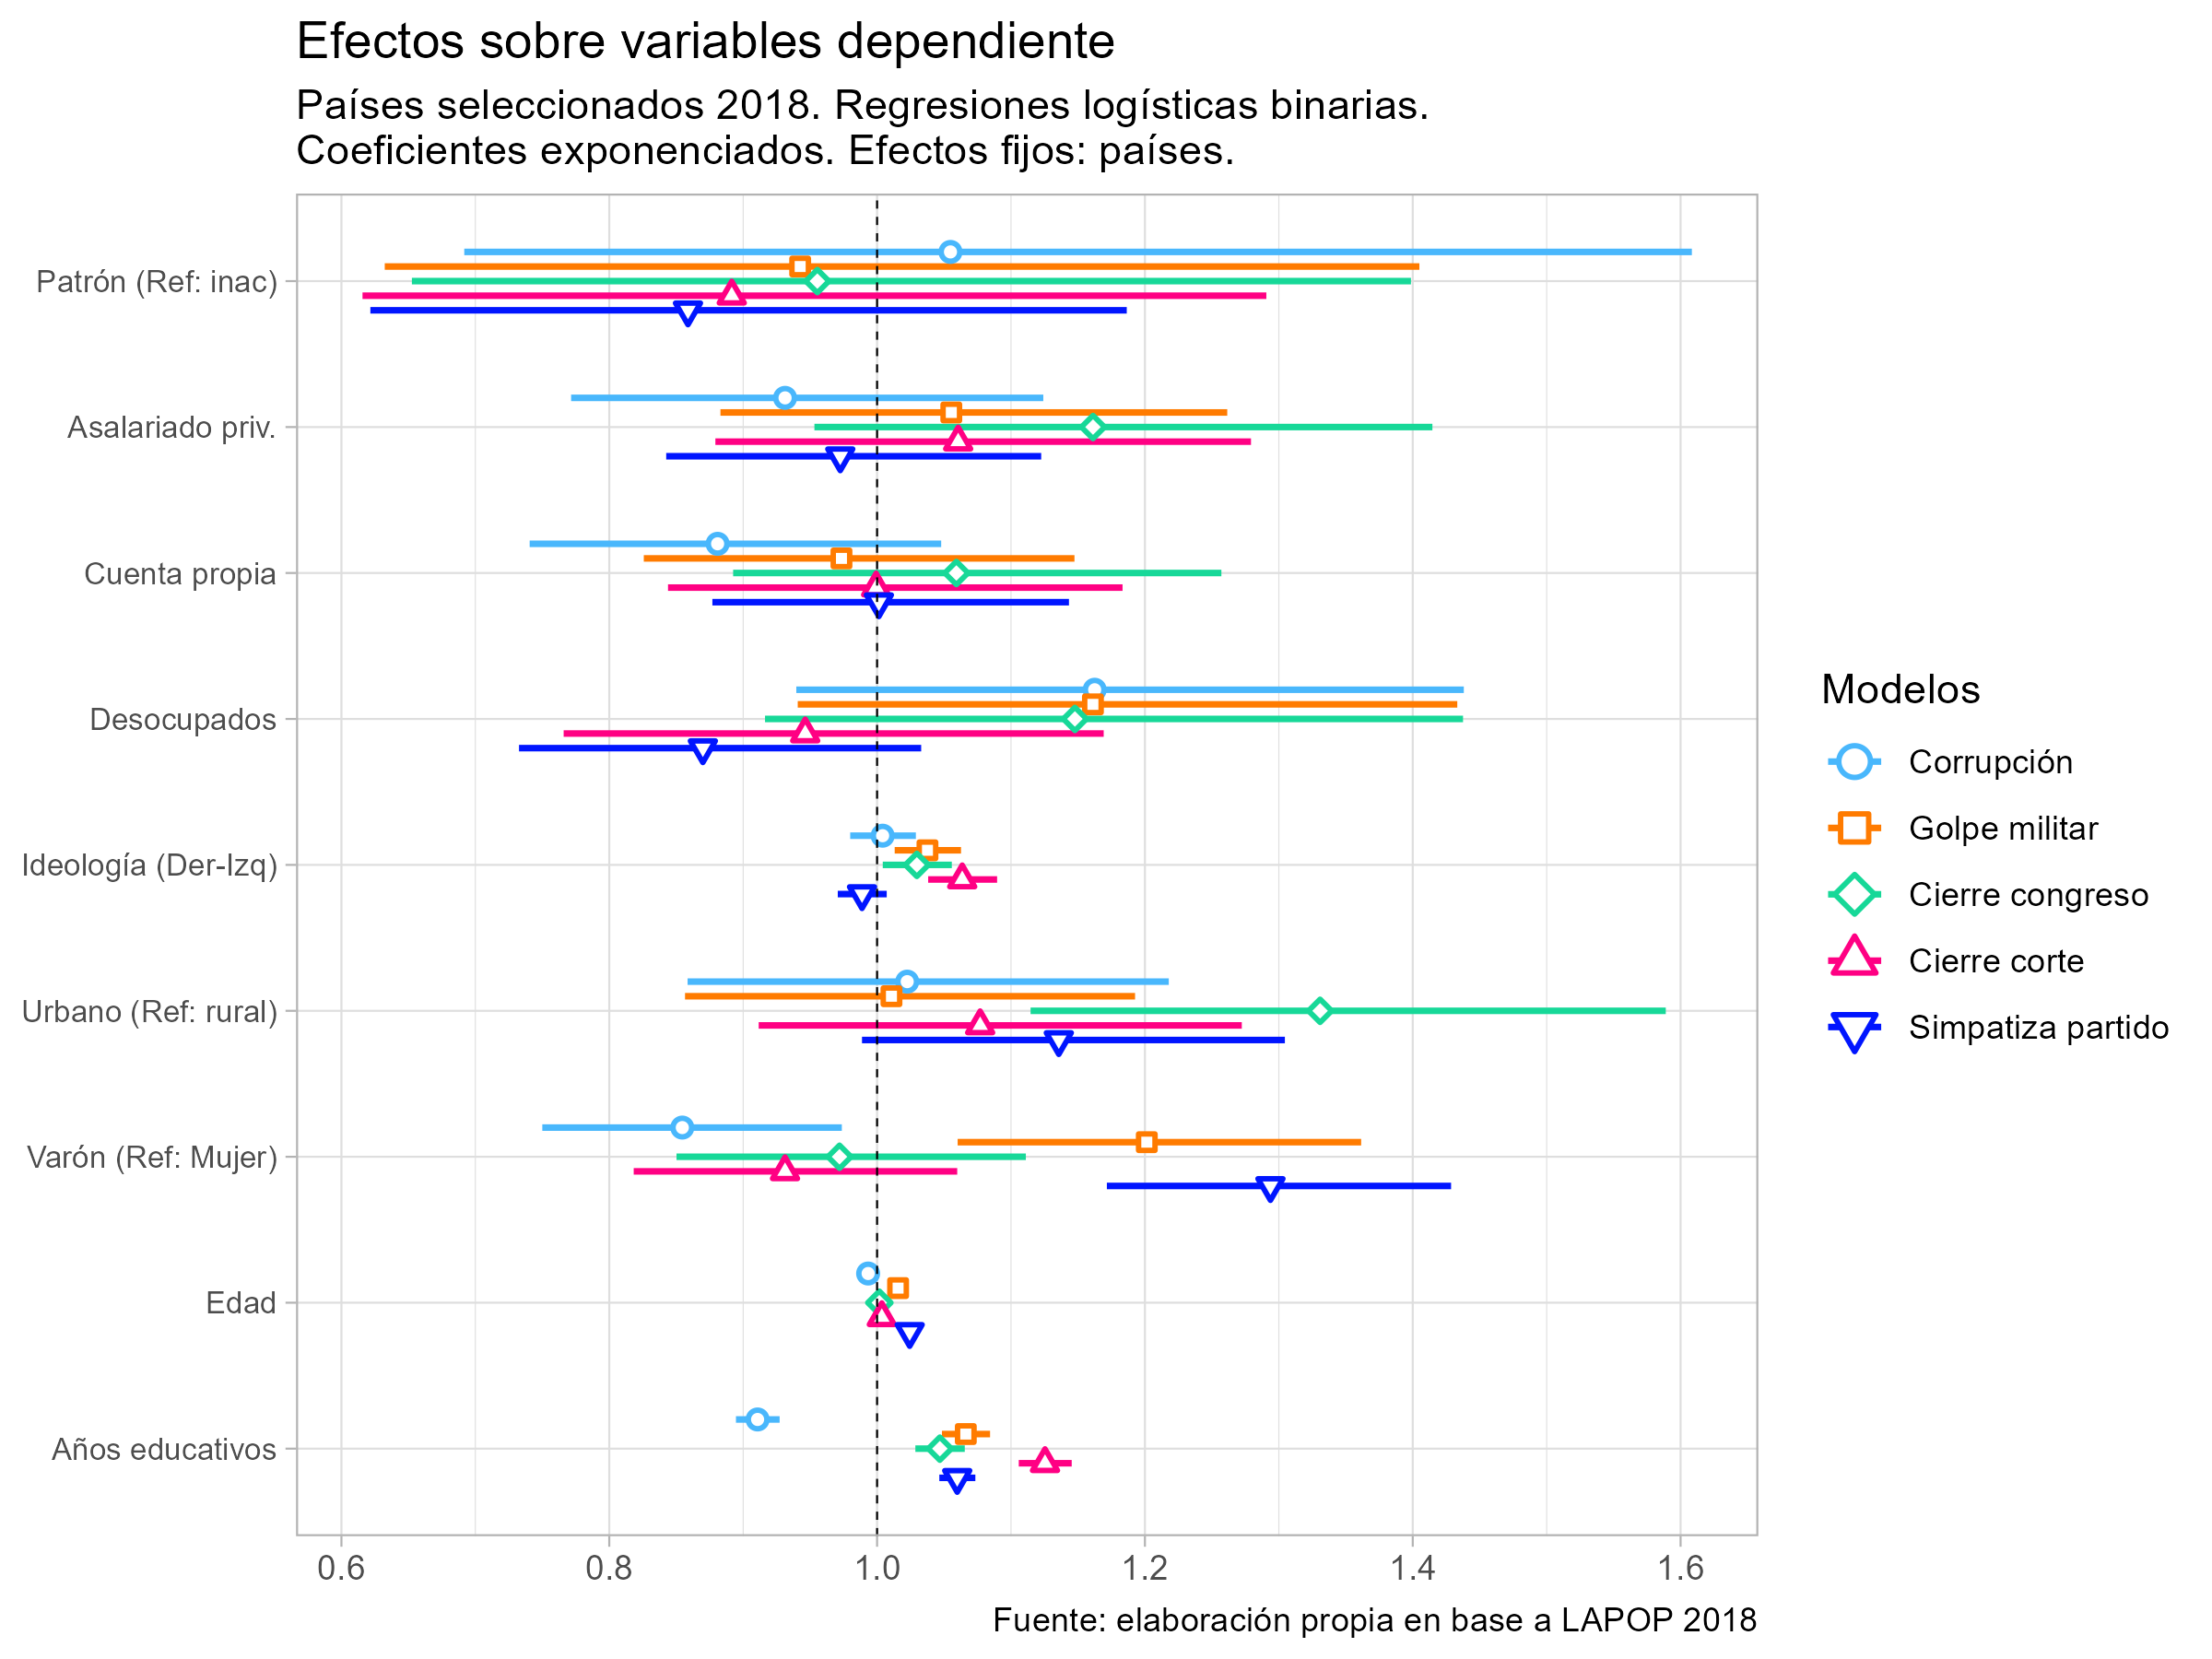 Efectos sobre variables dependiente
Países seleccionados 2018. Regresiones logísticas binarias.
Coeficientes exponenciados. Efectos fijos: países.
Patrón (Ref: inac)
Asalariado priv.
Cuenta propia
Desocupados
Ideología (Der-Izq)
Urbano (Ref: rural)
Varón (Ref: Mujer)
Edad
Años educativos
0.6 0.8 1.0 1.2 1.4 1.6
Fuente: elaboración propia en base a LAPOP 2018
Modelos
Corrupción
Golpe militar
Cierre congreso
Cierre corte
Simpatiza partido